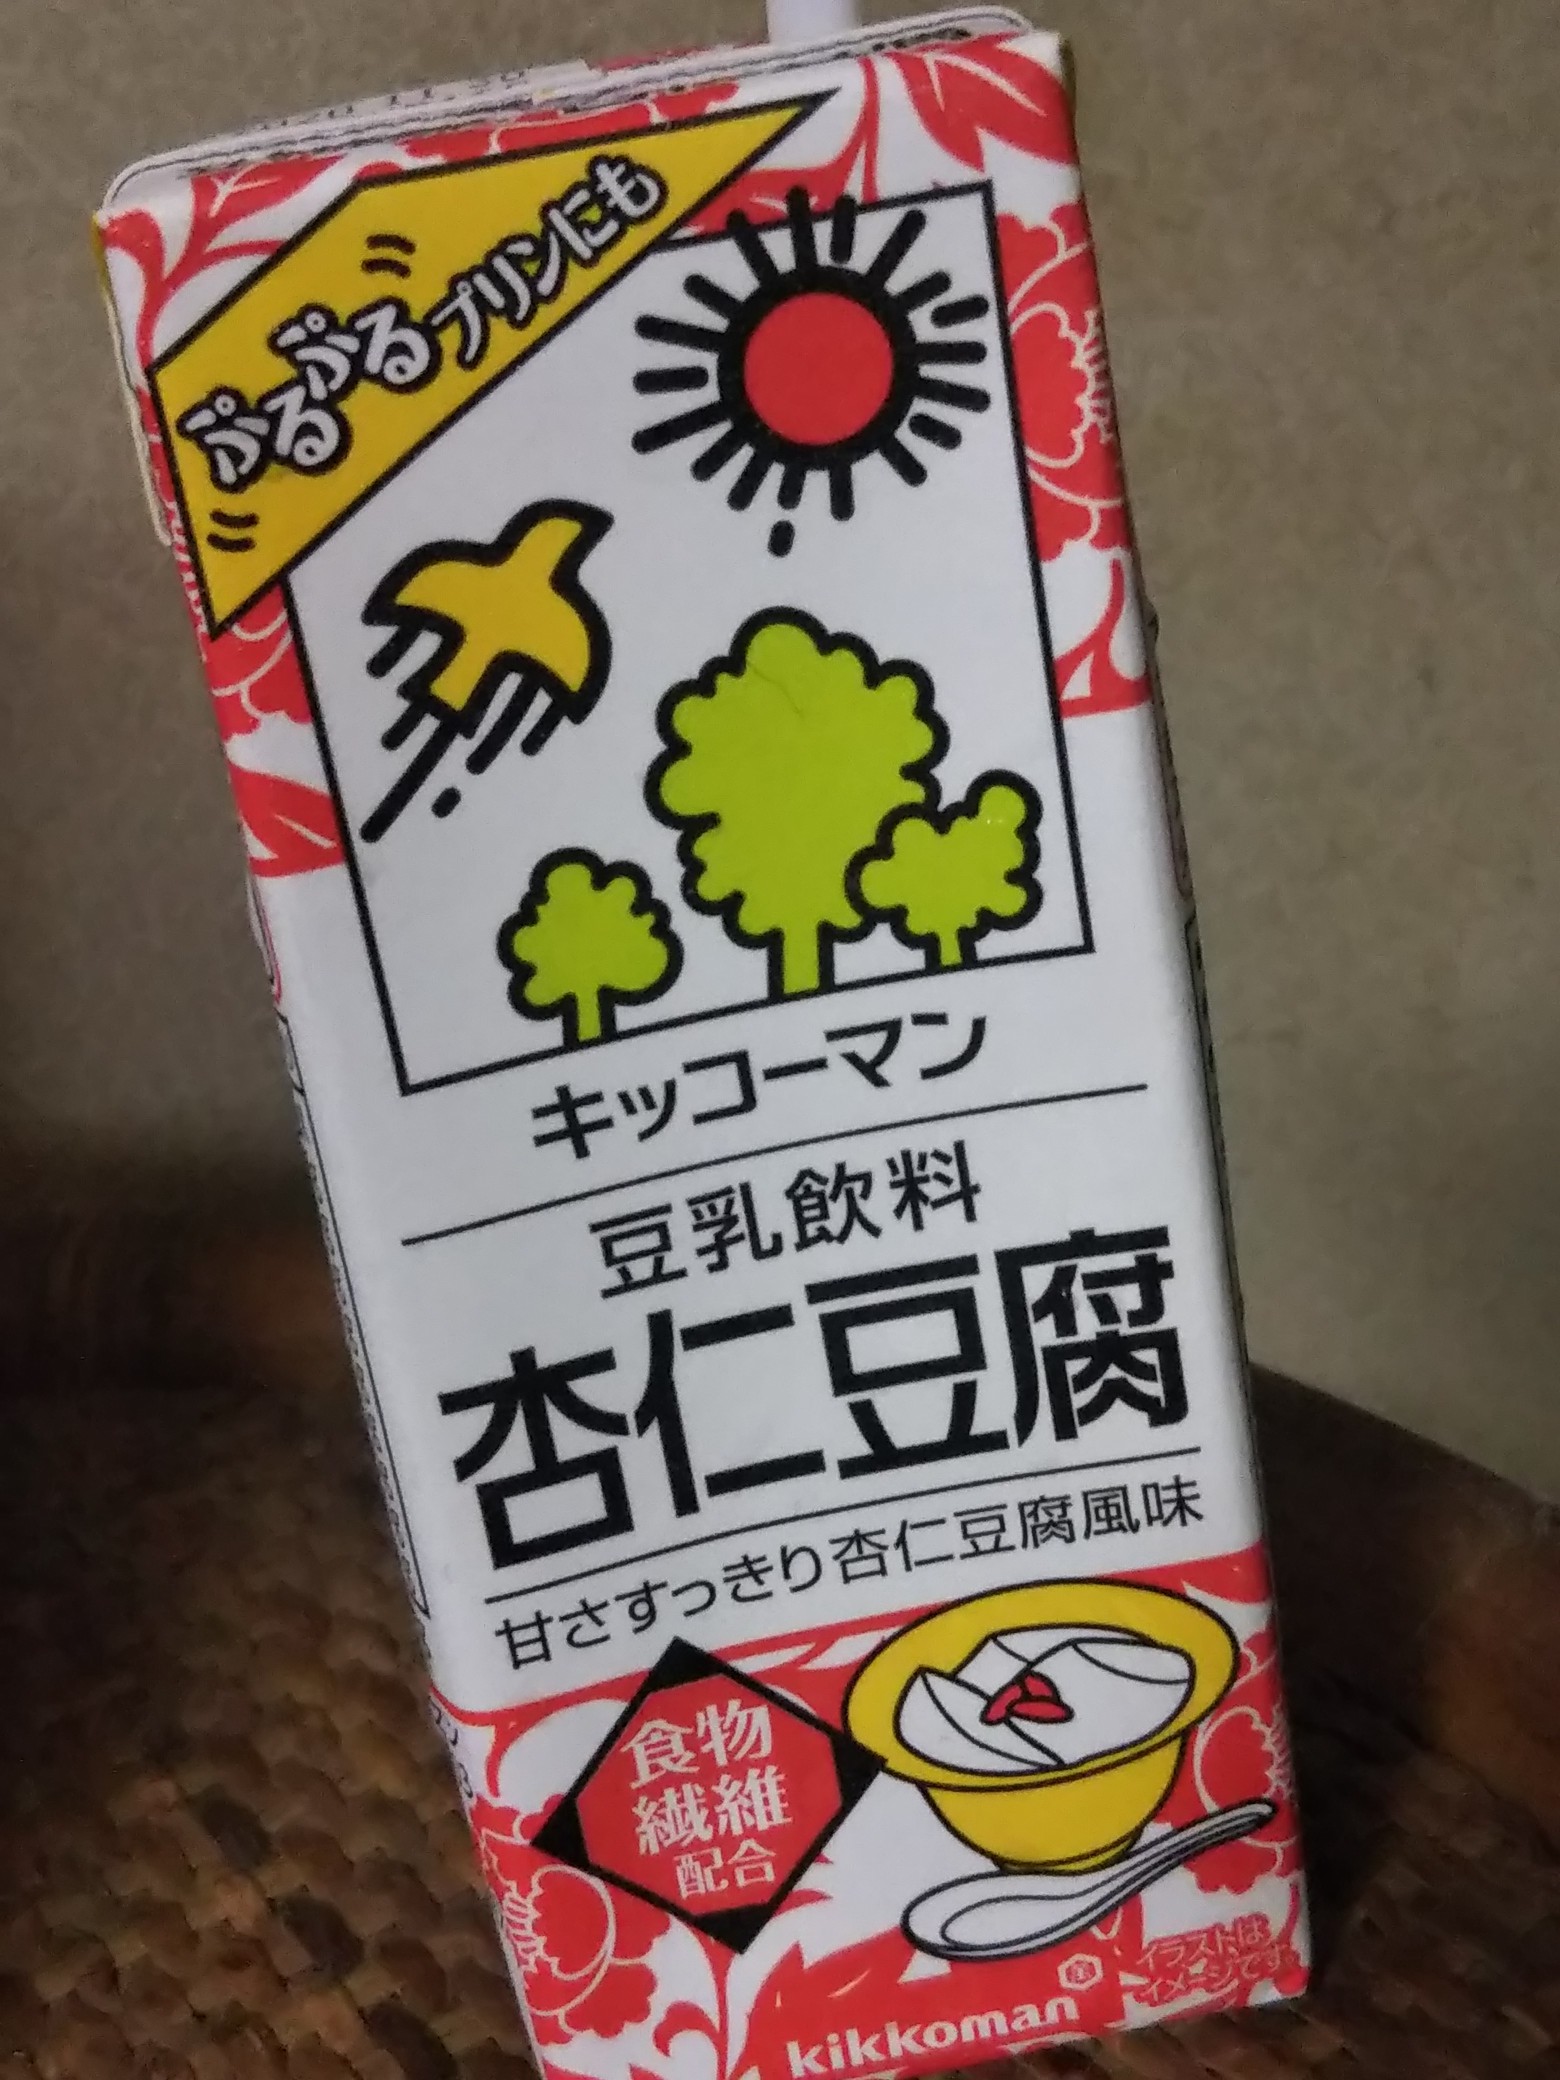 ぷるぷるプリンにも
キッコーマン
豆乳飲料
杏仁豆腐
甘さすっきり杏仁豆腐風味
食物
繊維
配合
イラストは
イメージです。
kikkoman